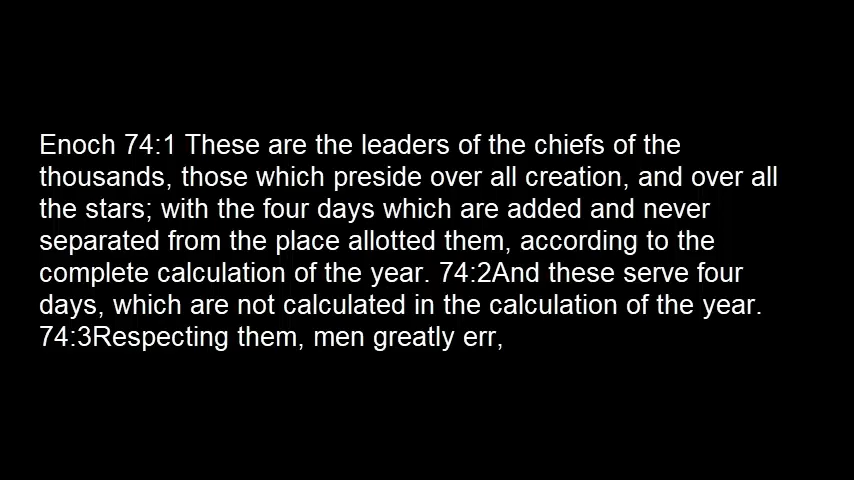 Enoch 74:1 These are the leaders of the chiefs of the
thousands, those which preside over all creation, and over all
the stars; with the four days which are added and never
separated from the place allotted them, according to the
complete calculation of the year. 74:2And these serve four
days, which are not calculated in the calculation of the year.
74:3Respecting them, men greatly err,